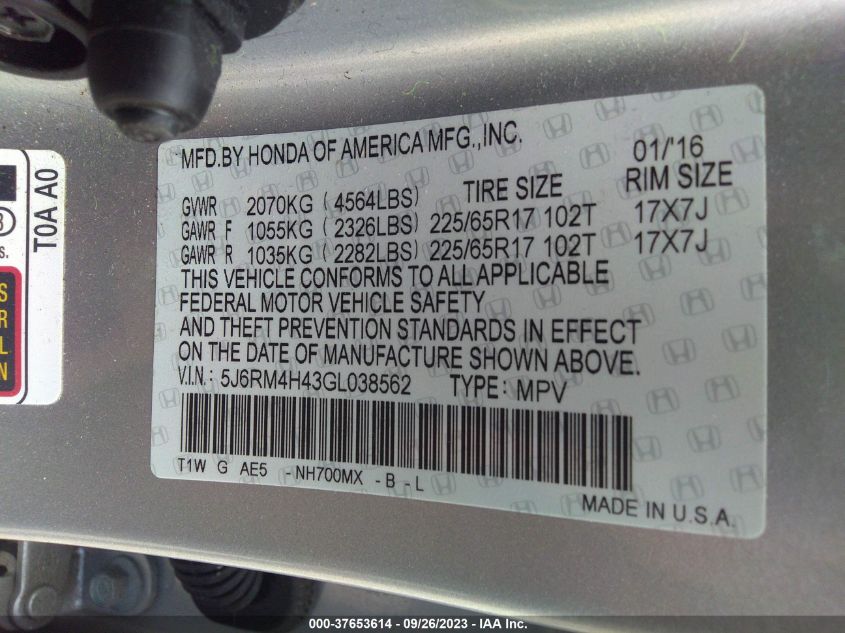 MFD.BY HONDA OF AMERICA MFG.,INC. 01/'16
TIRE SIZE RIM SIZE
GVWR 2070KG ( 4564LBS)
GAWR F 1055KG ( 2326LBS) 225/65R17 102T 17X7J
GAWR R 1035KG ( 2282LBS) 225/65R17 102T 17X7J
THIS VEHICLE CONFORMS TO ALL APPLICABLE
FEDERAL MOTOR VEHICLE SAFETY
AND THEFT PREVENTION STANDARDS IN EFFECT
ON THE DATE OF MANUFACTURE SHOWN ABOVE.
V.I.N.: 5J6RM4H43GL038562 TYPE: MPV
T1W G AE5 - NH700MX - B - L
MADE IN U.S.A.
T0A A0
000-37653614 - 09/26/2023 - IAA Inc.